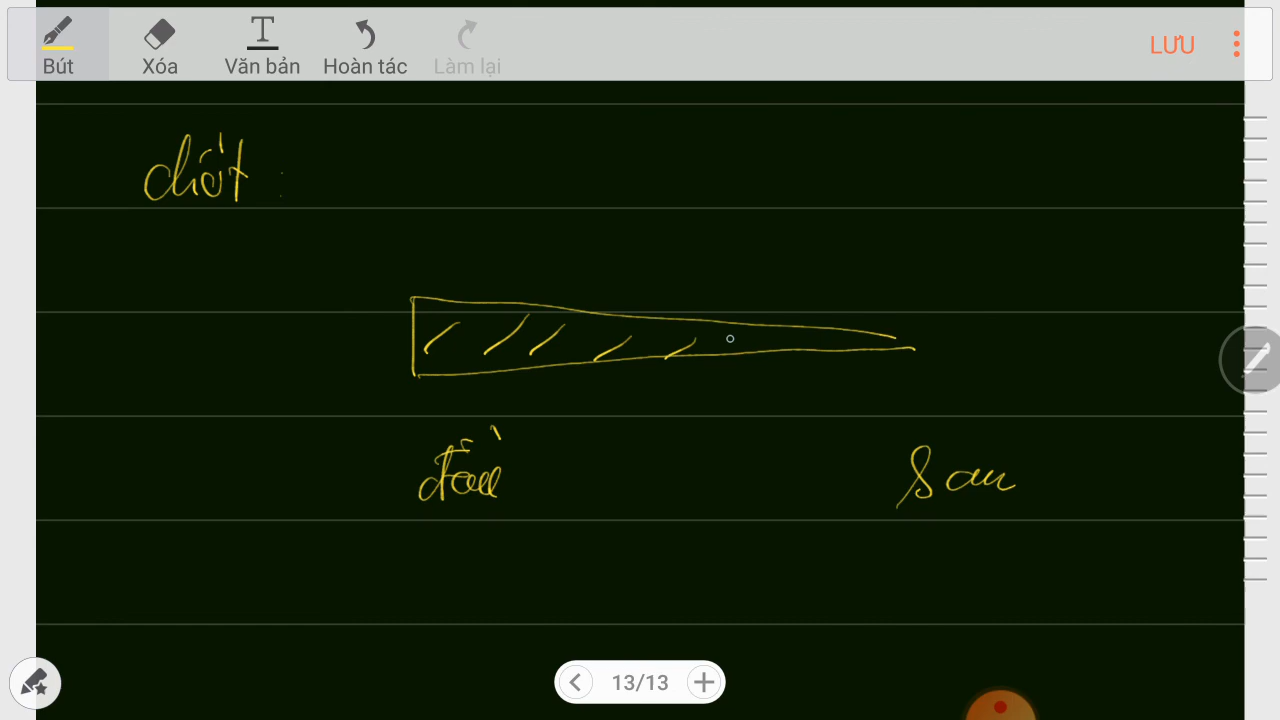 Bút Xóa Văn bản Hoàn tác Làm lại LƯU
chốt :
đầu sau
13/13